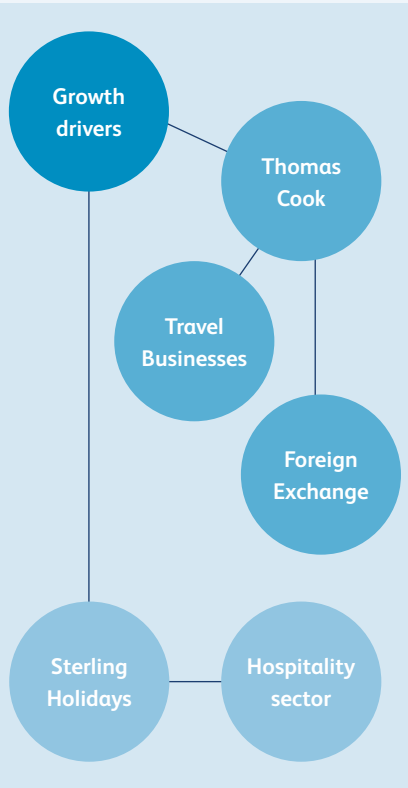 Growth
drivers
Thomas
Cook
Travel
Businesses
Foreign
Exchange
Sterling
Holidays
Hospitality
sector